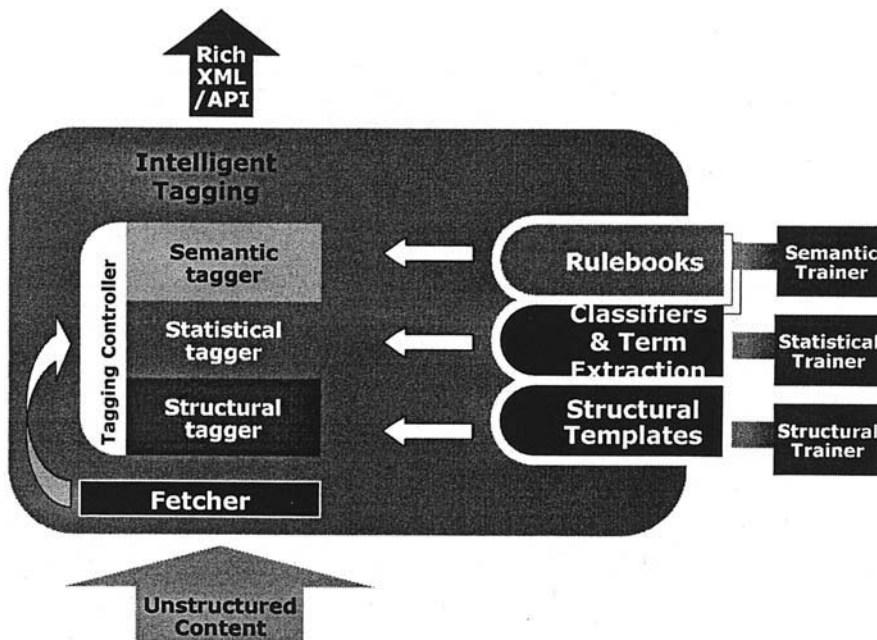 Rich
XML
/API
Intelligent
Tagging
Tagging Controller
Semantic
tagger
Statistical
tagger
Structural
tagger
Fetcher
Unstructured
Content
Rulebooks
Classifiers
& Term
Extraction
Structural
Templates
Semantic
Trainer
Statistical
Trainer
Structural
Trainer